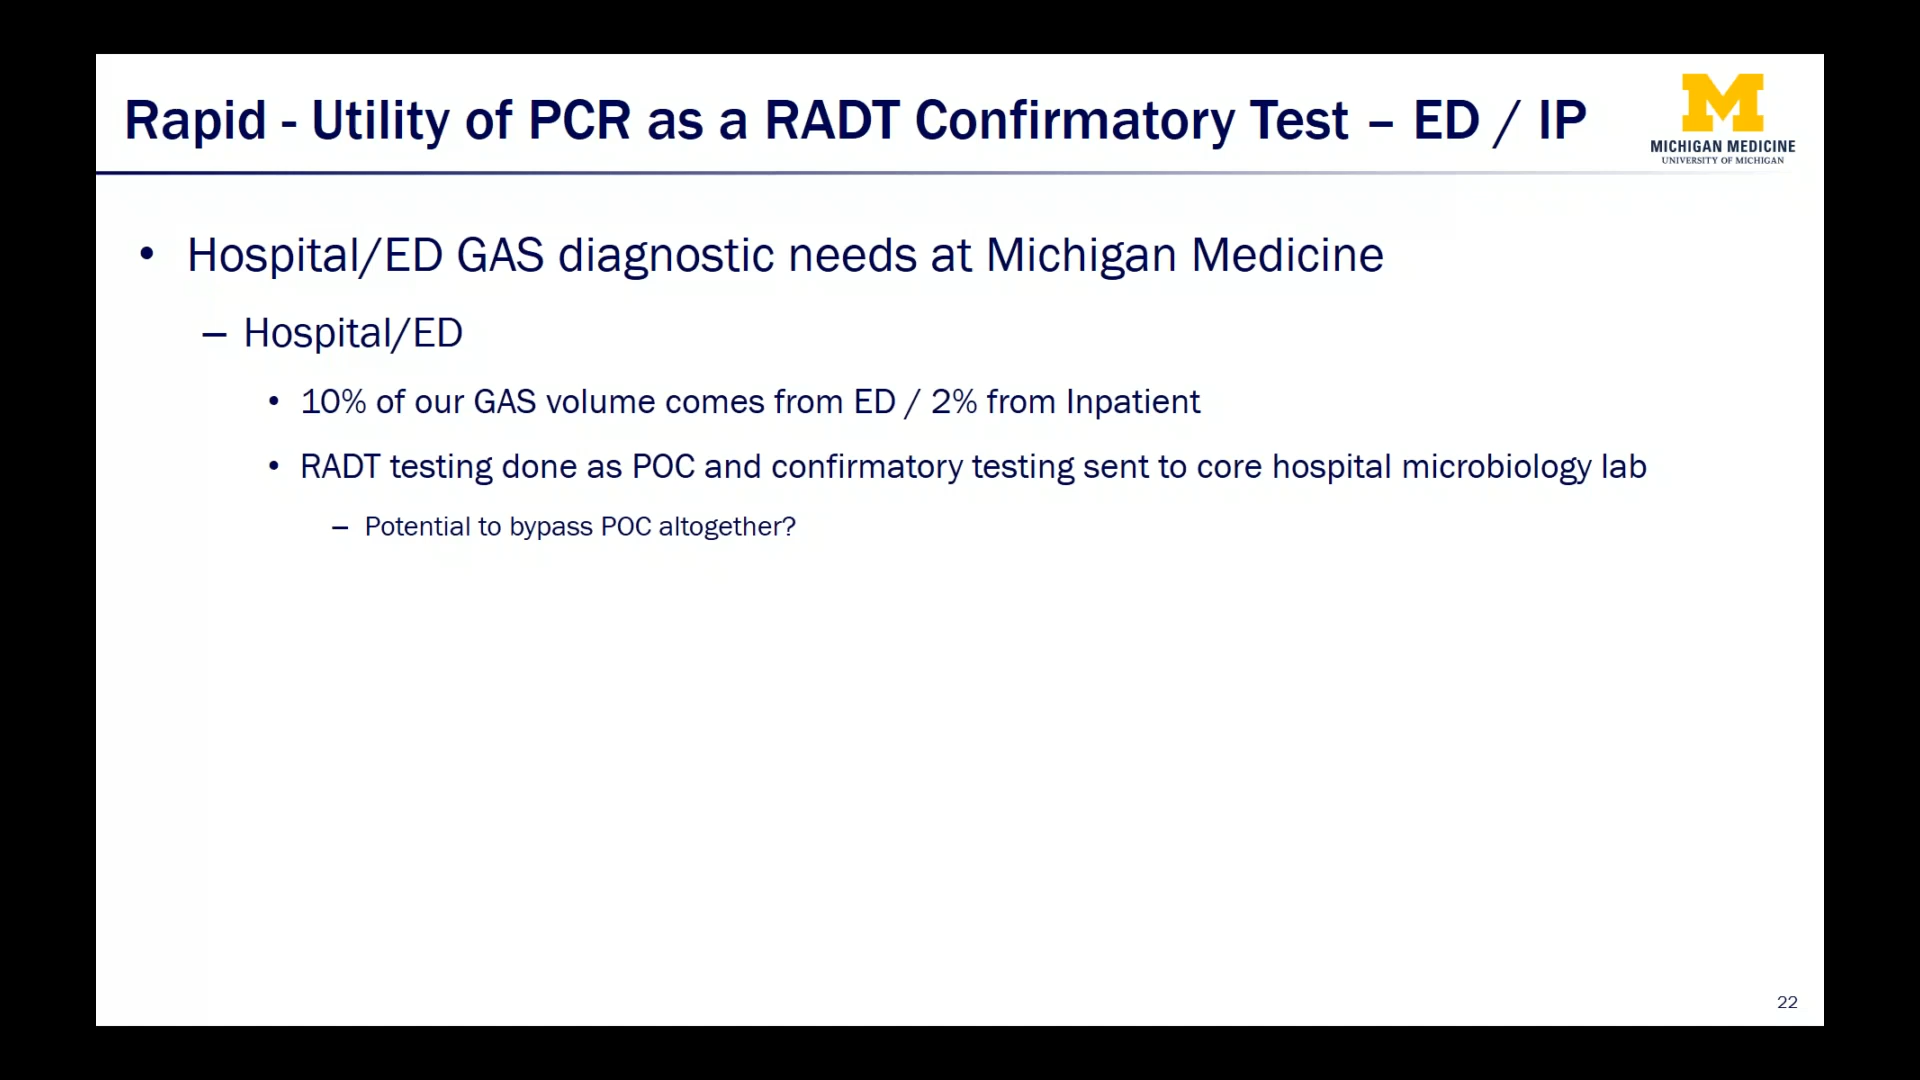 Rapid - Utility of PCR as a RADT Confirmatory Test – ED / IP
M
MICHIGAN MEDICINE
UNIVERSITY OF MICHIGAN
• Hospital/ED GAS diagnostic needs at Michigan Medicine
– Hospital/ED
• 10% of our GAS volume comes from ED / 2% from Inpatient
• RADT testing done as POC and confirmatory testing sent to core hospital microbiology lab
– Potential to bypass POC altogether?
22